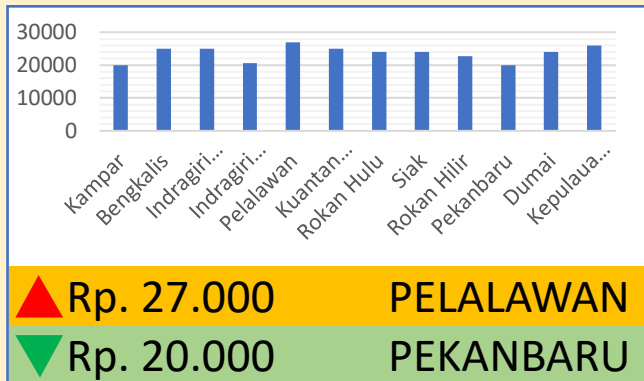 30000
20000
10000
0
Kampar
Bengkalis
Indragiri...
Indragiri...
Pelalawan
Kuantan...
Rokan Hulu
Siak
Rokan Hilir
Pekanbaru
Dumai
Kepulaua...
Rp. 27.000 PELALAWAN
Rp. 20.000 PEKANBARU